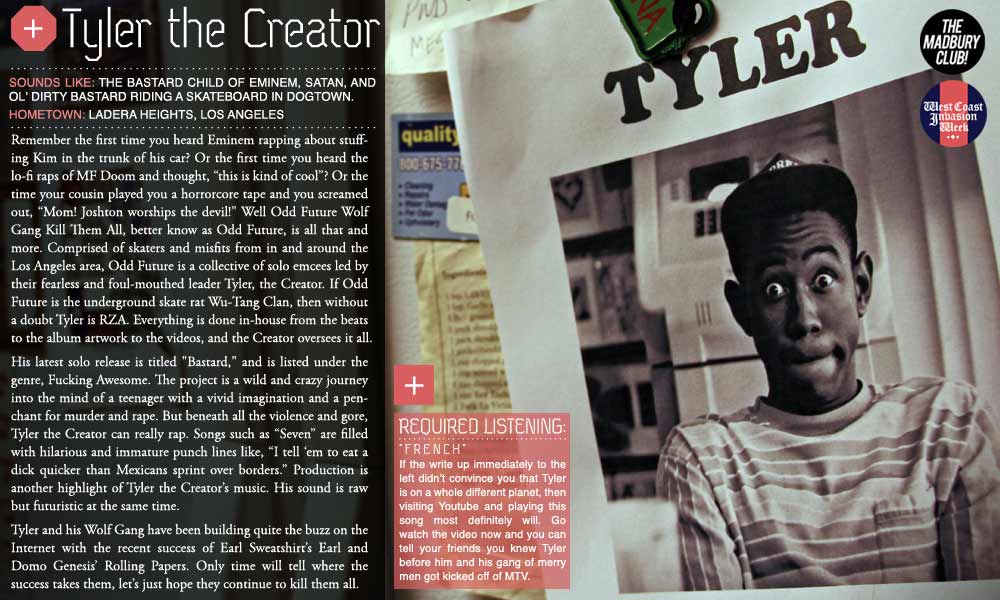 Tyler the Creator
SOUNDS LIKE: THE BASTARD CHILD OF EMINEM, SATAN, AND
OL' DIRTY BASTARD RIDING A SKATEBOARD IN DOGTOWN.
HOMETOWN: LADERA HEIGHTS, LOS ANGELES
Remember the first time you heard Eminem rapping about stuff-
ing Kim in the trunk of his car? Or the first time you heard the
lo-fi raps of MF Doom and thought, “this is kind of cool”? Or the
time your cousin played you a horrorcore tape and you screamed
out, “Mom! Joshton worships the devil!” Well Odd Future Wolf
Gang Kill Them All, better know as Odd Future, is all that and
more. Comprised of skaters and misfits from in and around the
Los Angeles area, Odd Future is a collective of solo emcees led by
their fearless and foul-mouthed leader Tyler, the Creator. If Odd
Future is the underground skate rat Wu-Tang Clan, then without
a doubt Tyler is RZA. Everything is done in-house from the beats
to the album artwork to the videos, and the Creator oversees it all.
His latest solo release is titled "Bastard," and is listed under the
genre, Fucking Awesome. The project is a wild and crazy journey
into the mind of a teenager with a vivid imagination and a pen-
chant for murder and rape. But beneath all the violence and gore,
Tyler the Creator can really rap. Songs such as “Seven” are filled
with hilarious and immature punch lines like, “I tell ‘em to eat a
dick quicker than Mexicans sprint over borders.” Production is
another highlight of Tyler the Creator’s music. His sound is raw
but futuristic at the same time.
Tyler and his Wolf Gang have been building quite the buzz on the
Internet with the recent success of Earl Sweatshirt’s Earl and
Domo Genesis’ Rolling Papers. Only time will tell where the
success takes them, let’s just hope they continue to kill them all.
REQUIRED LISTENING:
"FRENCH"
If the write up immediately to the
left didn't convince you that Tyler
is on a whole different planet, then
visiting Youtube and playing this
song most definitely will. Go
watch the video now and you can
tell your friends you knew Tyler
before him and his gang of merry
men got kicked off of MTV.
TYLER
quality
800-675-77
THE
MADBURY
CLUB!
West Coast
Invasion
Week